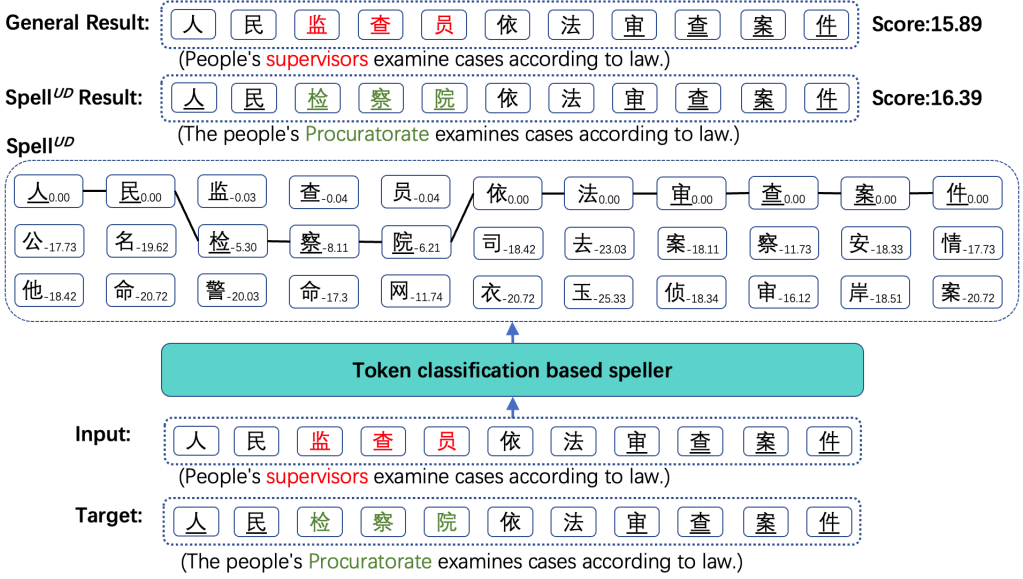 General Result: 人 民 监 查 员 依 法 审 查 案 件 Score:15.89
(People's supervisors examine cases according to law.)
Spell^UD Result: 人 民 检 察 院 依 法 审 查 案 件 Score:16.39
(The people's Procuratorate examines cases according to law.)
Spell^UD
人0.00 民0.00 监-0.03 查-0.04 员-0.04 依0.00 法0.00 审0.00 查0.00 案0.00 件0.00
公-17.73 名-19.62 检-5.30 察-8.11 院-6.21 司-18.42 去-23.03 案-18.11 察-11.73 安-18.33 情-17.73
他-18.42 命-20.72 警-20.03 命-17.3 网-11.74 衣-20.72 玉-25.33 侦-18.34 审-16.12 岸-18.51 案-20.72
Token classification based speller
Input: 人 民 监 查 员 依 法 审 查 案 件
(People's supervisors examine cases according to law.)
Target: 人 民 检 察 院 依 法 审 查 案 件
(The people's Procuratorate examines cases according to law.)